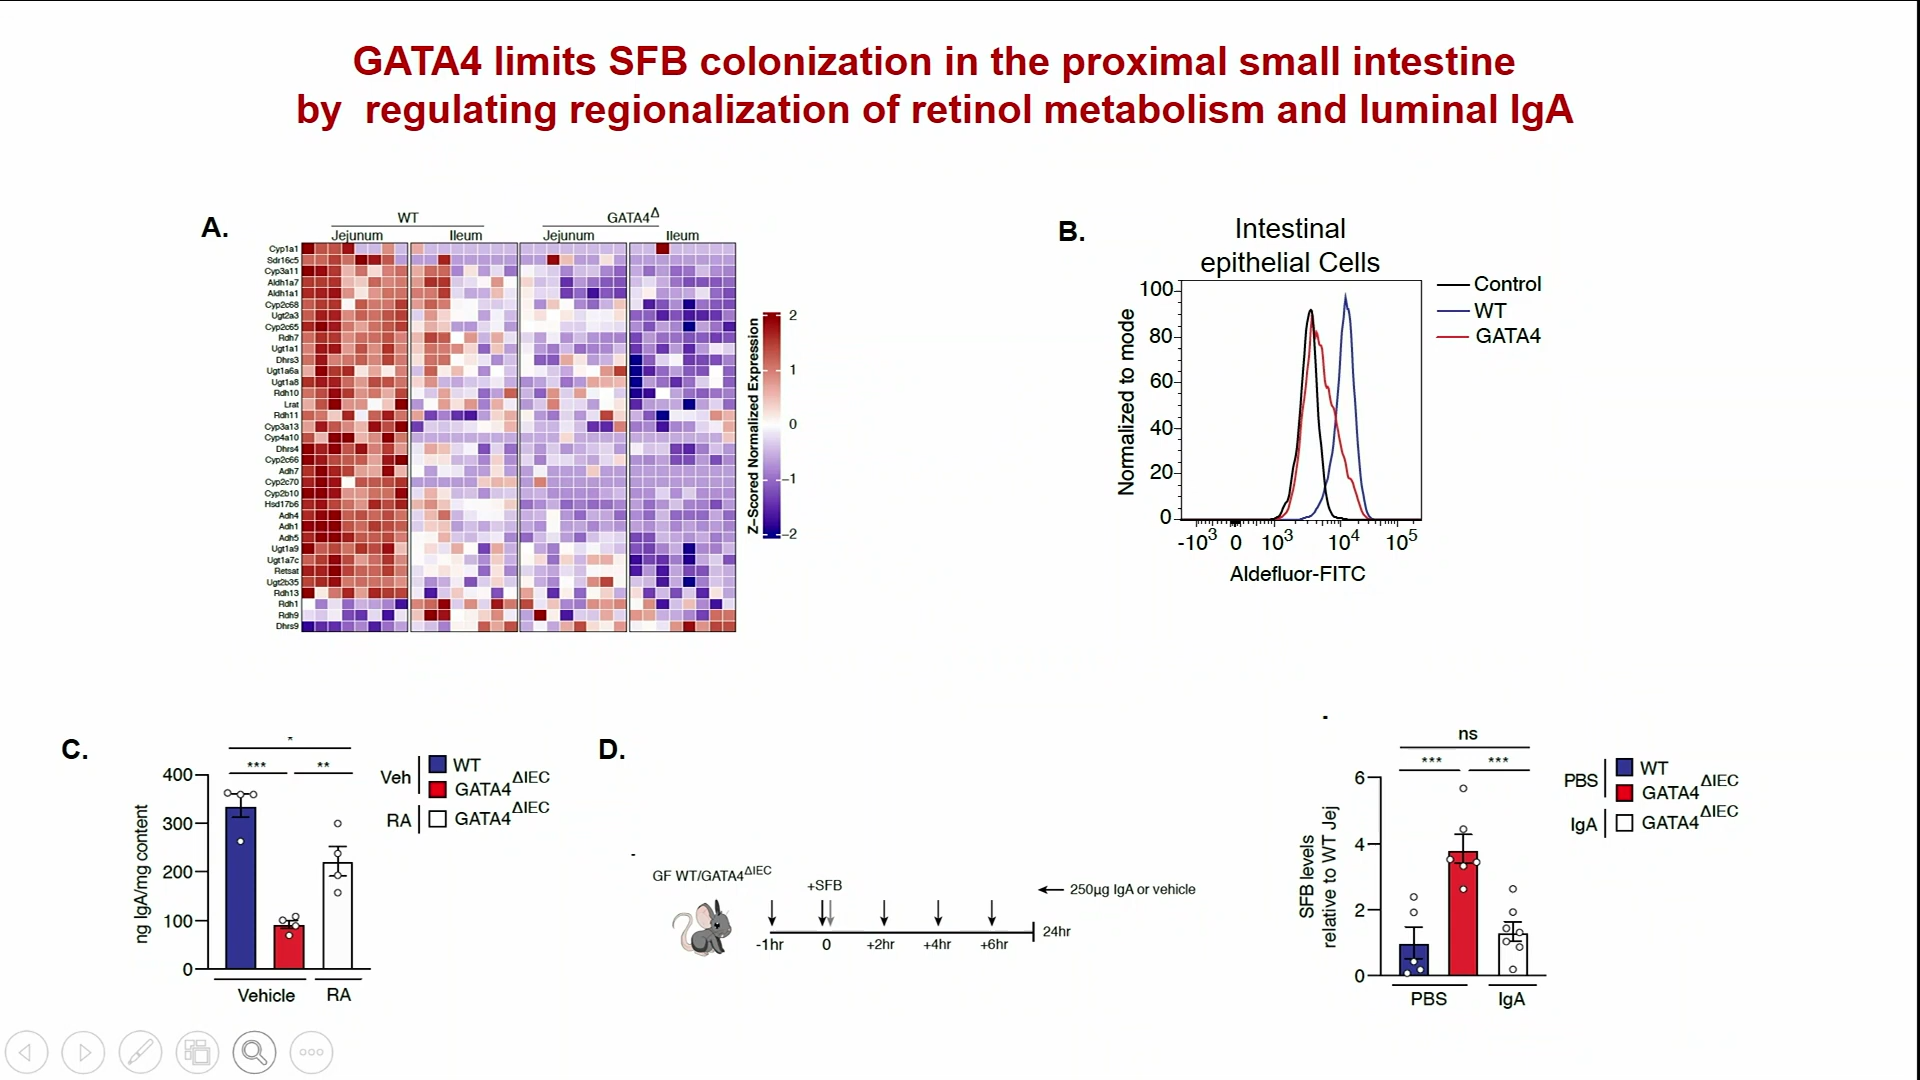 GATA4 limits SFB colonization in the proximal small intestine
by  regulating regionalization of retinol metabolism and luminal IgA
A.
WT
GATA4Δ
Jejunum
Ileum
Jejunum
Ileum
Cyp1a1
Sdr16c5
Cyp3a11
Aldh1a7
Aldh1a1
Cyp2c68
Ugt2a3
Cyp2c65
Rdh7
Ugt1a1
Dhrs3
Ugt1a6a
Ugt1a8
Rdh10
Lrat
Rdh11
Cyp3a13
Cyp4a10
Dhrs4
Cyp2c66
Adh7
Cyp2c70
Cyp2b10
Hsd17b6
Adh4
Adh1
Adh5
Ugt1a9
Ugt1a7c
Retsat
Ugt2b35
Rdh13
Rdh1
Rdh9
Dhrs9
Z−Scored Normalized Expression
2
1
0
−1
−2
B.
Intestinal
epithelial Cells
Normalized to mode
100
80
60
40
20
0
-10³ 0 10³ 10⁴ 10⁵
Aldefluor-FITC
Control
WT
GATA4
C.
ng IgA/mg content
400
300
200
100
0
*
*** **
Vehicle RA
Veh
WT
GATA4ΔIEC
RA
GATA4ΔIEC
D.
GF WT/GATA4ΔIEC
+SFB
250µg IgA or vehicle
-1hr 0 +2hr +4hr +6hr 24hr
SFB levels
relative to WT Jej
6
4
2
0
ns
*** ***
PBS IgA
PBS
WT
GATA4ΔIEC
IgA
GATA4ΔIEC